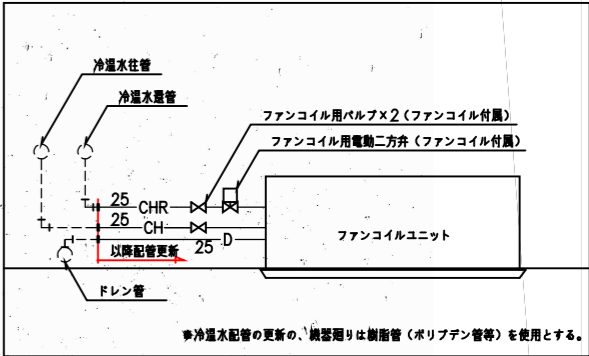 冷温水往管
冷温水還管
ファンコイル用バルブ×2（ファンコイル付属）
ファンコイル用電動二方弁（ファンコイル付属）
25 CHR
25 CH
25 D
以降配管更新
ファンコイルユニット
ドレン管
※冷温水配管の更新の、機器廻りは樹脂管（ポリブデン管等）を使用とする。